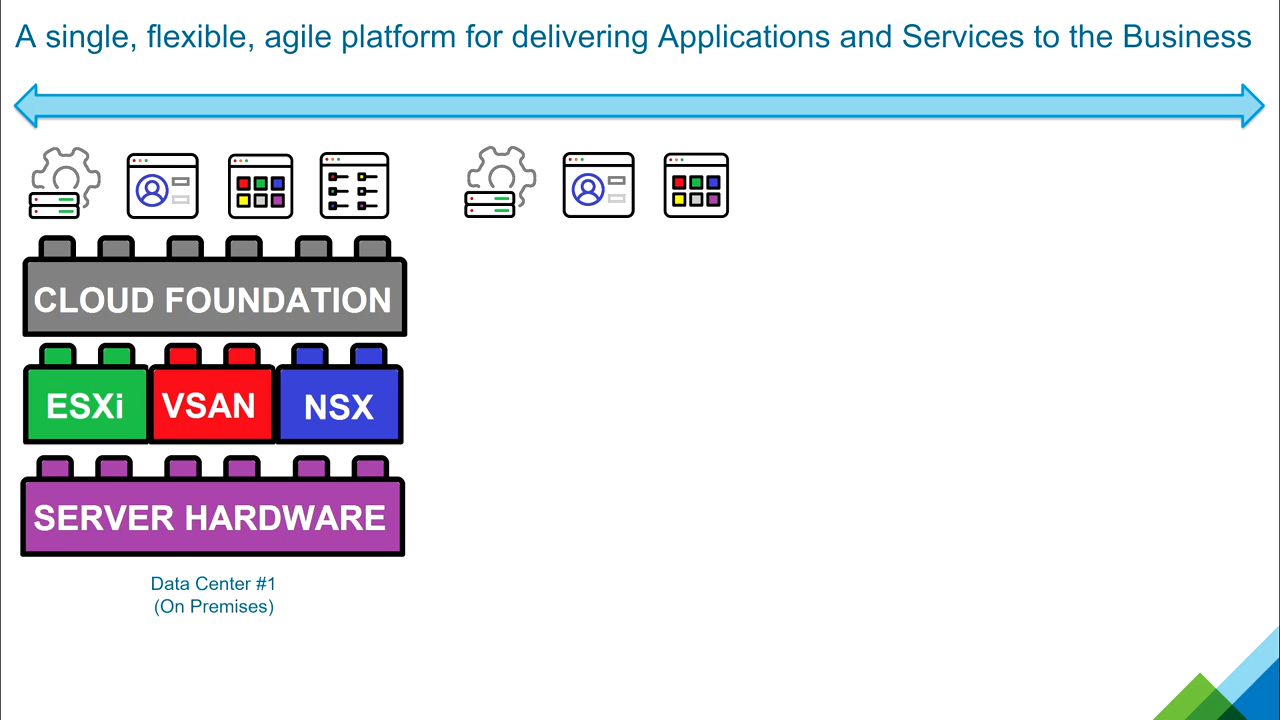 A single, flexible, agile platform for delivering Applications and Services to the Business
CLOUD FOUNDATION
ESXi VSAN NSX
SERVER HARDWARE
Data Center #1
(On Premises)